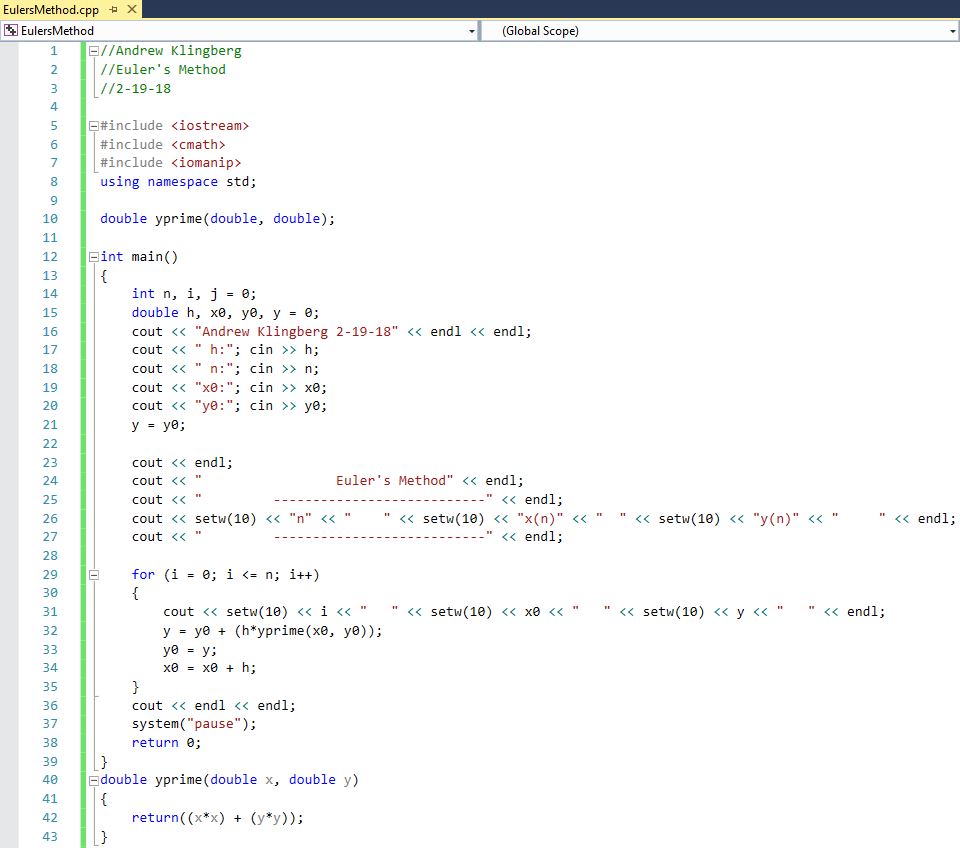 EulersMethod.cpp
EulersMethod (Global Scope)
1 //Andrew Klingberg
2 //Euler's Method
3 //2-19-18
4
5 #include <iostream>
6 #include <cmath>
7 #include <iomanip>
8 using namespace std;
9
10 double yprime(double, double);
11
12 int main()
13 {
14     int n, i, j = 0;
15     double h, x0, y0, y = 0;
16     cout << "Andrew Klingberg 2-19-18" << endl << endl;
17     cout << " h:"; cin >> h;
18     cout << " n:"; cin >> n;
19     cout << "x0:"; cin >> x0;
20     cout << "y0:"; cin >> y0;
21     y = y0;
22
23     cout << endl;
24     cout << "                 Euler's Method" << endl;
25     cout << "         ---------------------------" << endl;
26     cout << setw(10) << "n" << "    " << setw(10) << "x(n)" << "  " << setw(10) << "y(n)" << "     " << endl;
27     cout << "         ---------------------------" << endl;
28
29     for (i = 0; i <= n; i++)
30     {
31         cout << setw(10) << i << "   " << setw(10) << x0 << "   " << setw(10) << y << "   " << endl;
32         y = y0 + (h*yprime(x0, y0));
33         y0 = y;
34         x0 = x0 + h;
35     }
36     cout << endl << endl;
37     system("pause");
38     return 0;
39 }
40 double yprime(double x, double y)
41 {
42     return((x*x) + (y*y));
43 }